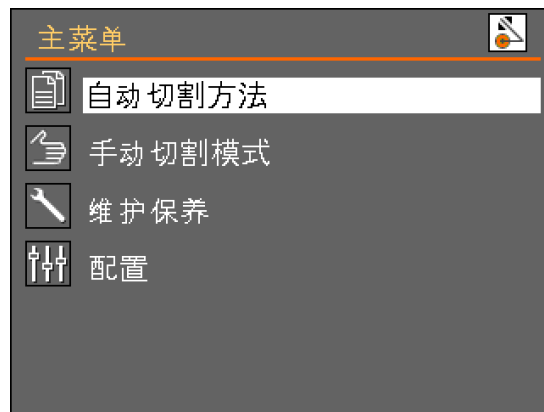 主菜单
自动切割方法
手动切割模式
维护保养
配置